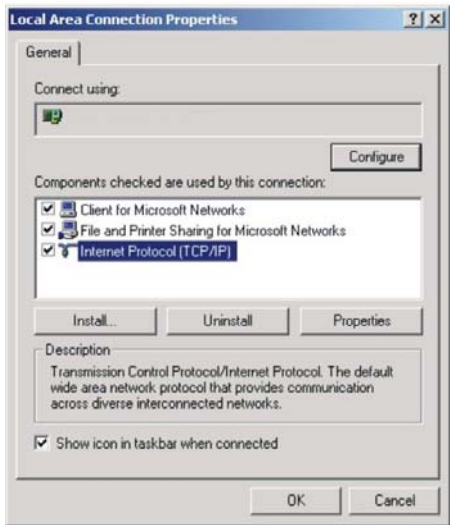 Local Area Connection Properties
General
Connect using:
Configure
Components checked are used by this connection:
Client for Microsoft Networks
File and Printer Sharing for Microsoft Networks
Internet Protocol (TCP/IP)
Install... Uninstall Properties
Description
Transmission Control Protocol/Internet Protocol. The default
wide area network protocol that provides communication
across diverse interconnected networks.
Show icon in taskbar when connected
OK Cancel